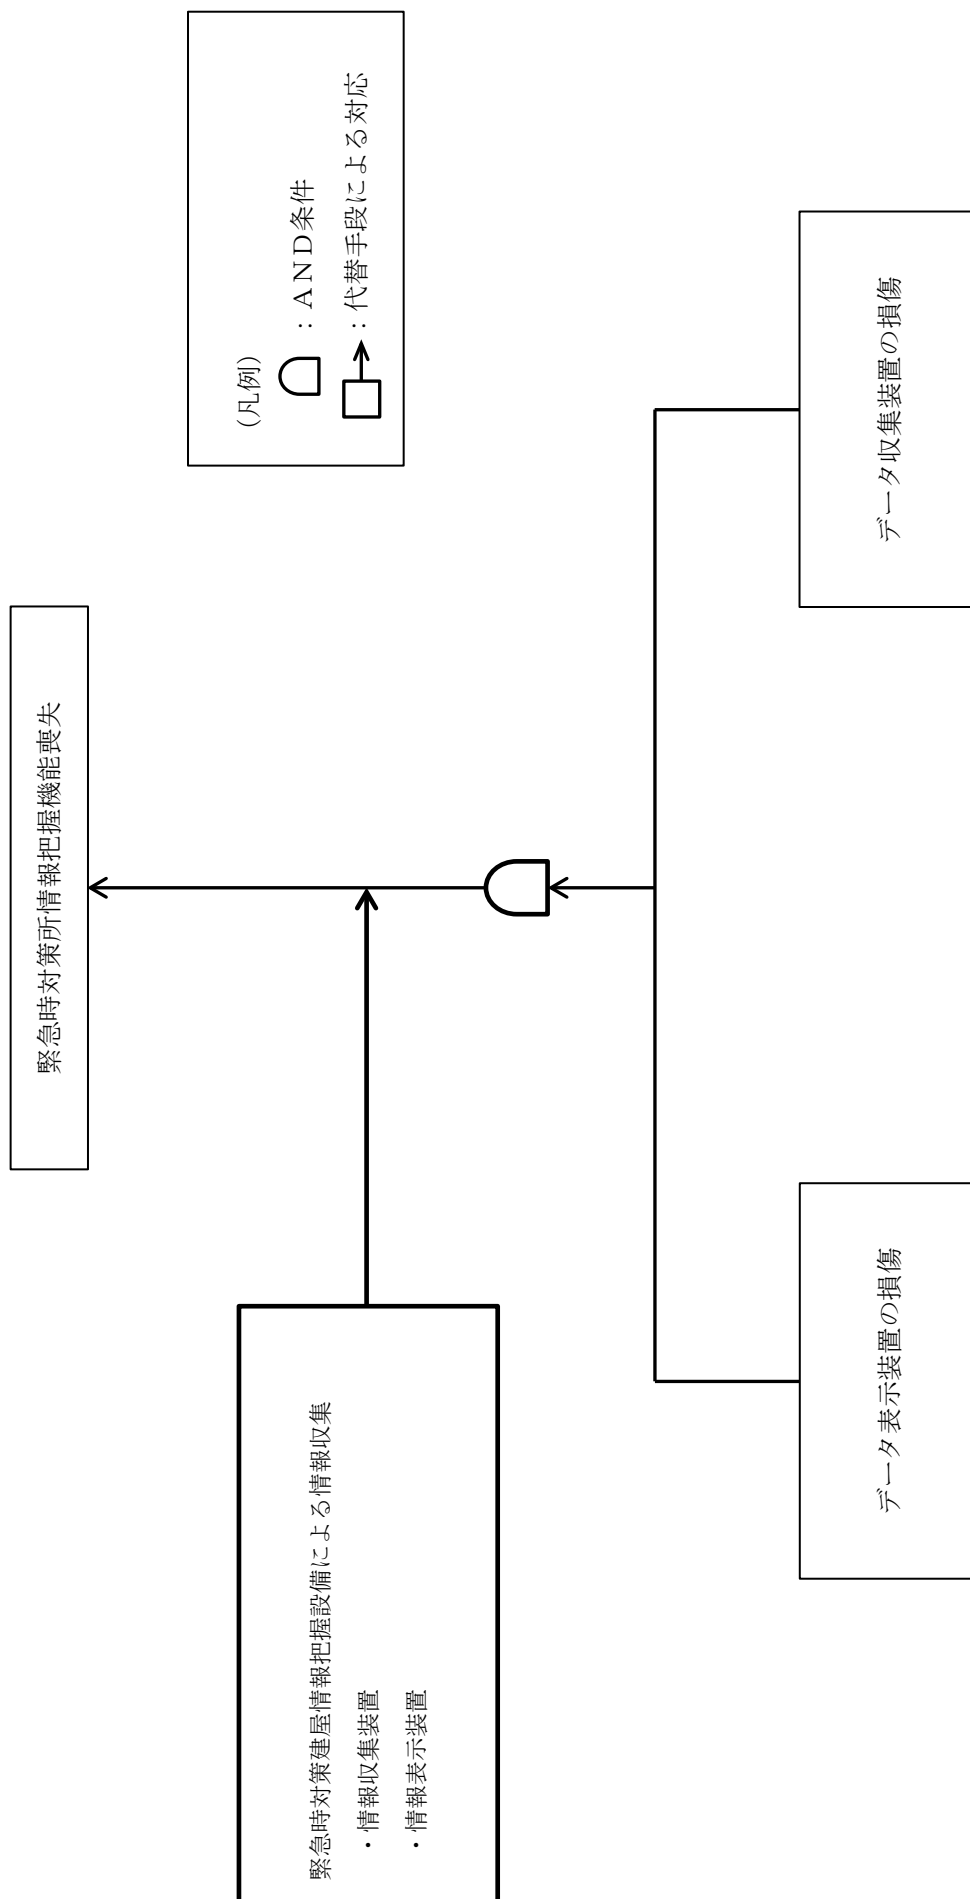 緊急時対策所情報把握機能喪失
(凡例)
：ＡＮＤ条件
：代替手段による対応
緊急時対策建屋情報把握設備による情報収集
・情報収集装置
・情報表示装置
データ表示装置の損傷
データ収集装置の損傷